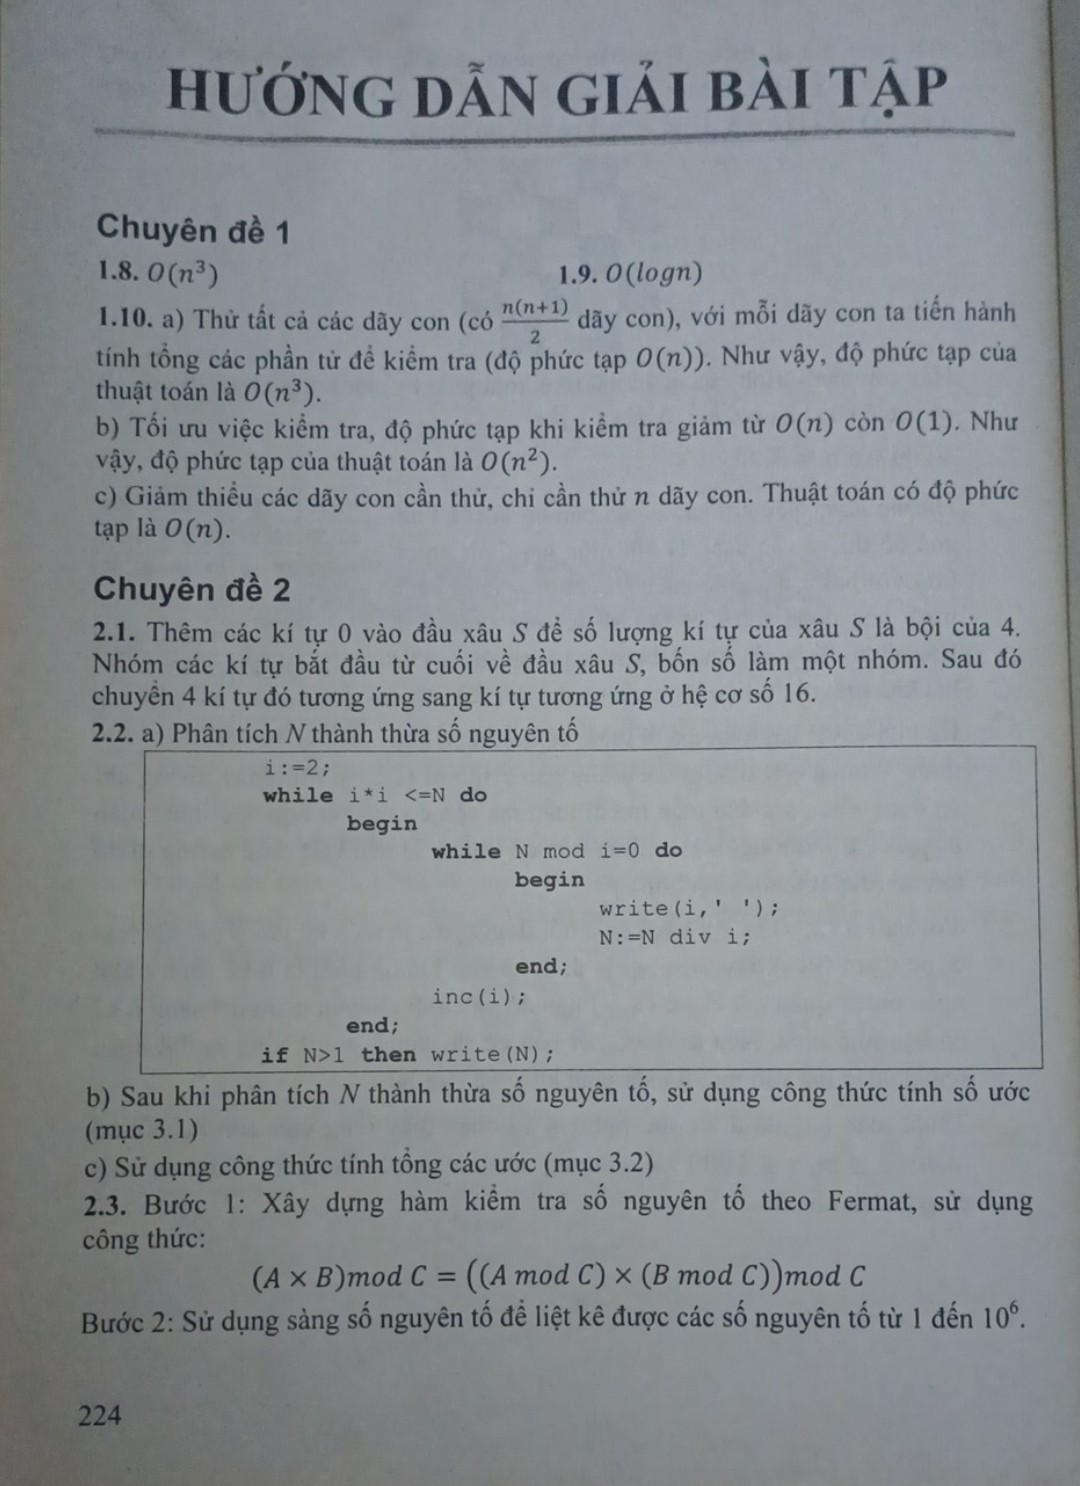 HƯỚNG DẪN GIẢI BÀI TẬP
Chuyên đề 1
1.8. O(n³) 1.9. O(logn)
1.10. a) Thử tất cả các dãy con (có n(n+1)/2 dãy con), với mỗi dãy con ta tiến hành
tính tổng các phần tử để kiểm tra (độ phức tạp O(n)). Như vậy, độ phức tạp của
thuật toán là O(n³).
b) Tối ưu việc kiểm tra, độ phức tạp khi kiểm tra giảm từ O(n) còn O(1). Như
vậy, độ phức tạp của thuật toán là O(n²).
c) Giảm thiểu các dãy con cần thử, chỉ cần thử n dãy con. Thuật toán có độ phức
tạp là O(n).
Chuyên đề 2
2.1. Thêm các kí tự 0 vào đầu xâu S để số lượng kí tự của xâu S là bội của 4.
Nhóm các kí tự bắt đầu từ cuối về đầu xâu S, bốn số làm một nhóm. Sau đó
chuyển 4 kí tự đó tương ứng sang kí tự tương ứng ở hệ cơ số 16.
2.2. a) Phân tích N thành thừa số nguyên tố
i:=2;
while i*i <=N do
begin
while N mod i=0 do
begin
write(i,' ');
N:=N div i;
end;
inc(i);
end;
if N>1 then write(N);
b) Sau khi phân tích N thành thừa số nguyên tố, sử dụng công thức tính số ước
(mục 3.1)
c) Sử dụng công thức tính tổng các ước (mục 3.2)
2.3. Bước 1: Xây dựng hàm kiểm tra số nguyên tố theo Fermat, sử dụng
công thức:
(A × B)mod C = ((A mod C) × (B mod C))mod C
Bước 2: Sử dụng sàng số nguyên tố để liệt kê được các số nguyên tố từ 1 đến 10⁶.
224